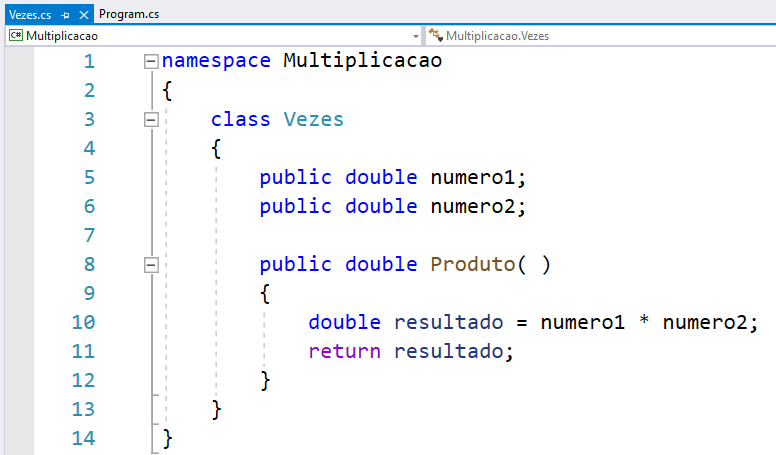 Vezes.cs Program.cs
C# Multiplicacao Multiplicacao.Vezes
1 namespace Multiplicacao
2 {
3 class Vezes
4 {
5 public double numero1;
6 public double numero2;
7
8 public double Produto( )
9 {
10 double resultado = numero1 * numero2;
11 return resultado;
12 }
13 }
14 }